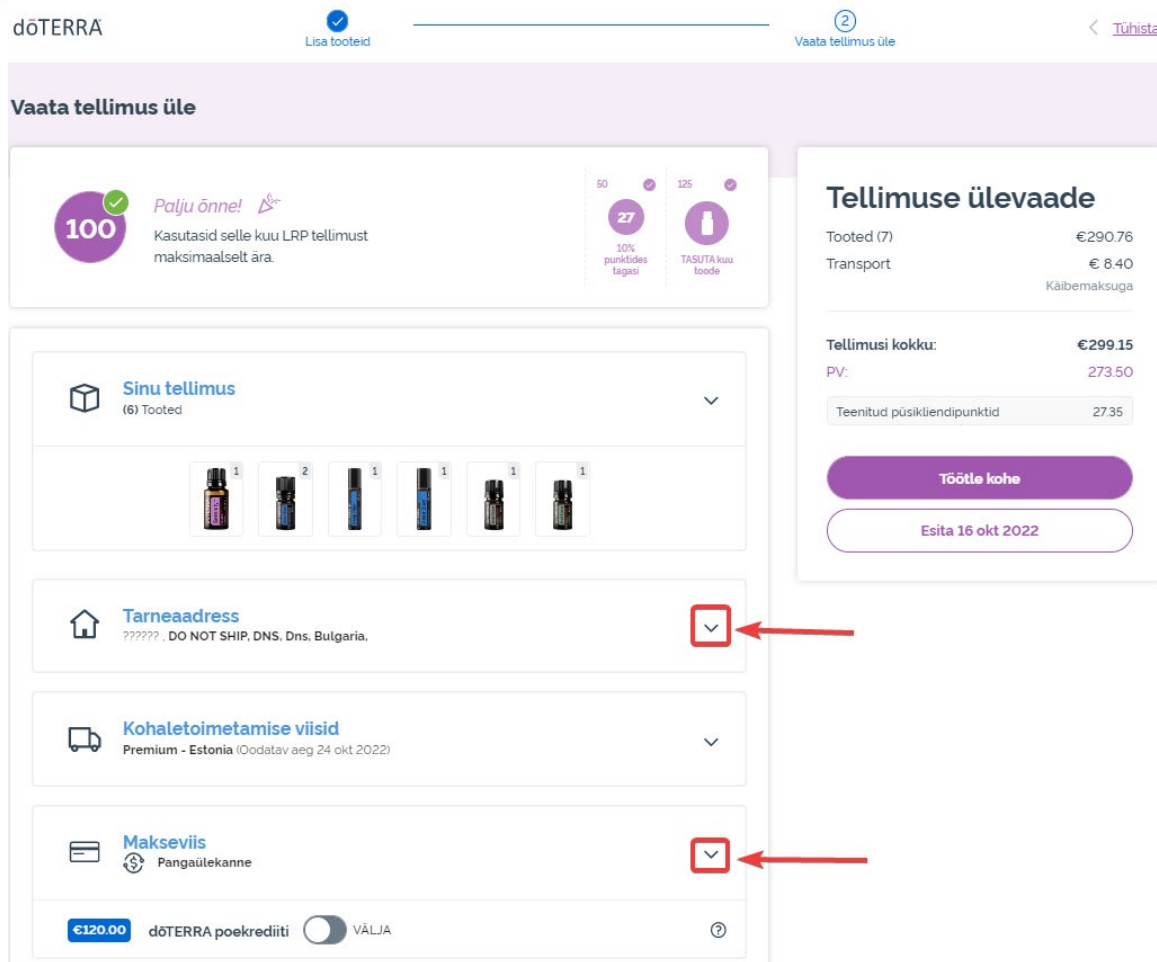 dōTERRA
Lisa tooteid
2
Vaata tellimus üle
Tühista
Vaata tellimus üle
100
Palju õnne!
Kasutasid selle kuu LRP tellimust
maksimaalselt ära.
50
27
10%
punktides
tagasi
125
TASUTA kuu
toode
Sinu tellimus
(6) Tooted
1
2
1
1
1
1
Tarneaadress
?????? , DO NOT SHIP, DNS, Dns, Bulgaria,
Kohaletoimetamise viisid
Premium - Estonia (Oodatav aeg 24 okt 2022)
Makseviis
Pangaülekanne
€120.00 dōTERRA poekrediiti VÄLJA
Tellimuse ülevaade
Tooted (7) €290.76
Transport € 8.40
Käibemaksuga
Tellimusi kokku: €299.15
PV: 273.50
Teenitud püsikliendipunktid 27.35
Töötle kohe
Esita 16 okt 2022